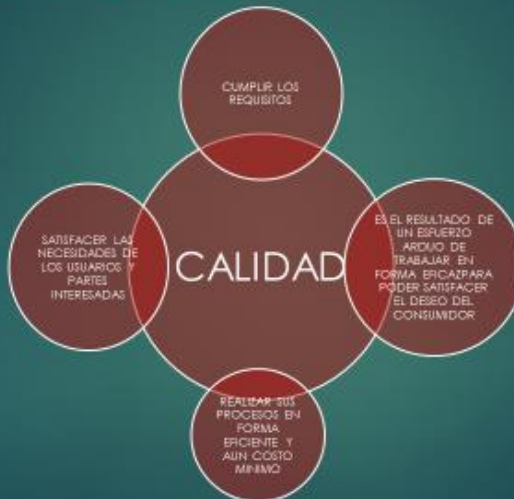 CUMPLIR LOS
REQUISITOS
SATISFACER LAS
NECESIDADES DE
LOS USUARIOS Y
PARTES
INTERESADAS
CALIDAD
ES EL RESULTADO DE
UN ESFUERZO
ARDUO DE
TRABAJAR EN
FORMA EFICAZPARA
PODER SATISFACER
EL DESEO DEL
CONSUMIDOR
REALIZAR SUS
PROCESOS EN
FORMA
EFICIENTE Y
AUN COSTO
MINIMO